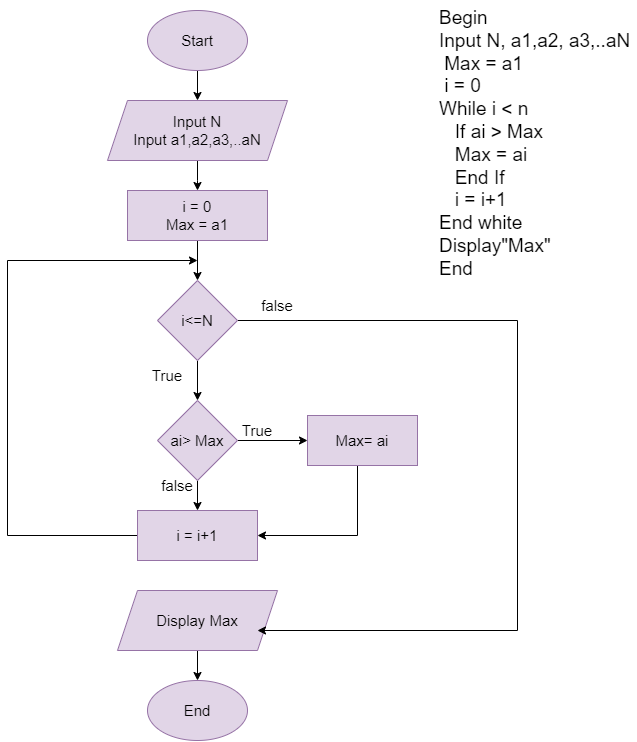 Start
Input N
Input a1,a2,a3,..aN
i = 0
Max = a1
i<=N
false
True
ai> Max
True
Max= ai
false
i = i+1
Display Max
End
Begin
Input N, a1,a2, a3,..aN
Max = a1
i = 0
While i < n
If ai > Max
Max = ai
End If
i = i+1
End white
Display"Max"
End